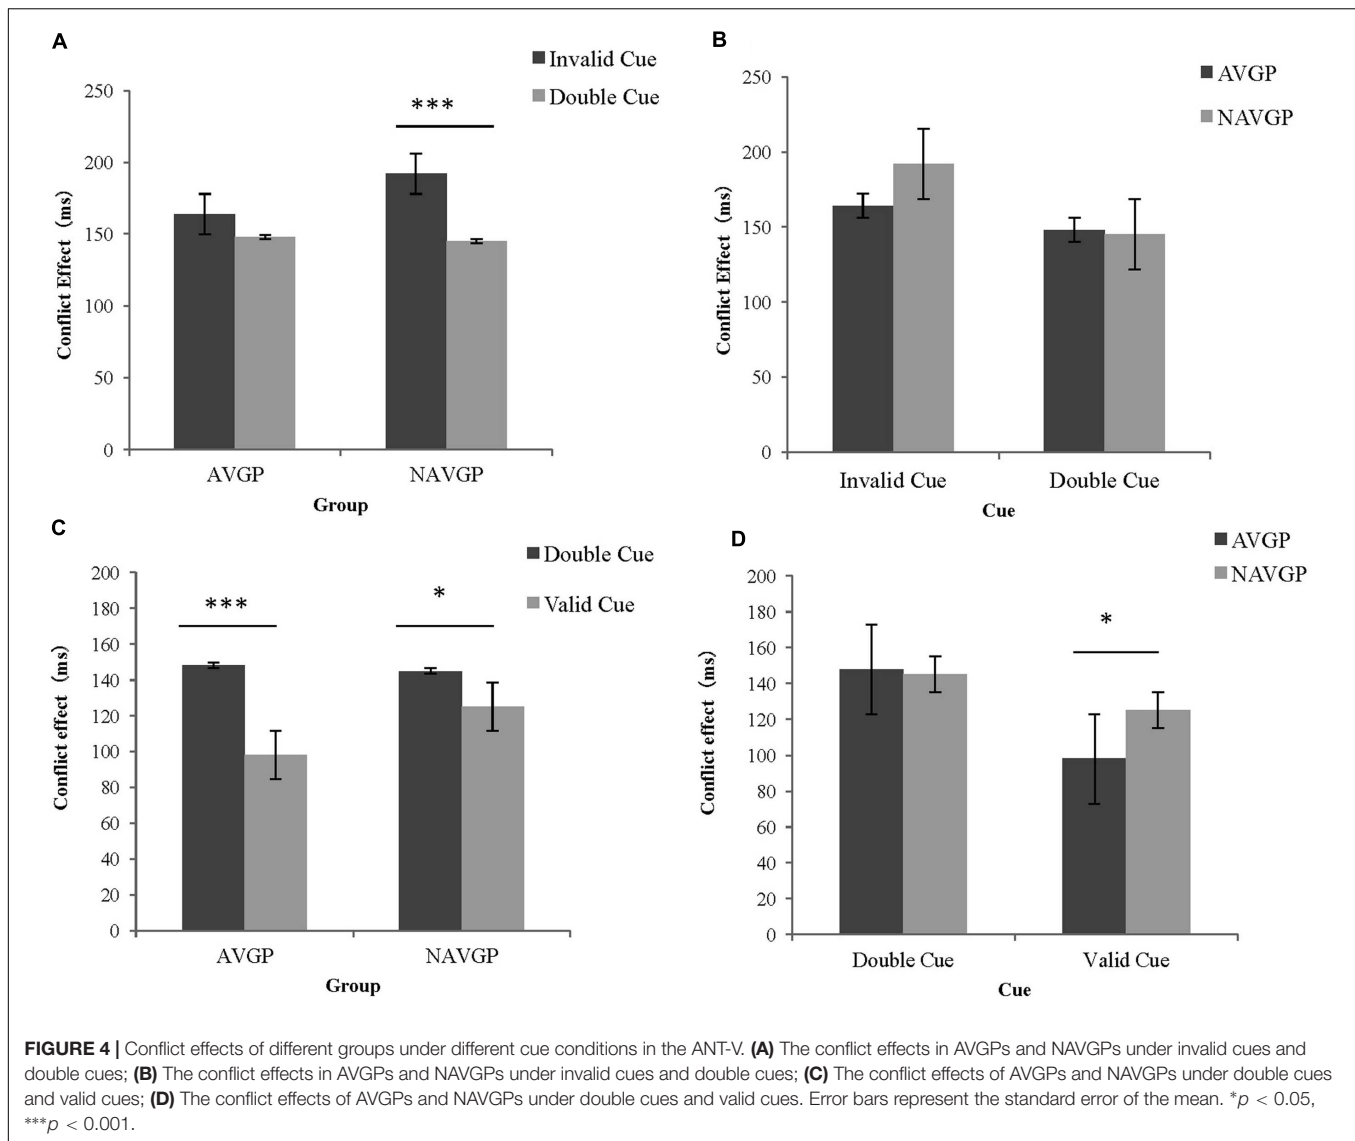 A
Invalid Cue
Double Cue
***
250
200
150
100
50
0
Conflict Effect (ms)
AVGP
NAVGP
Group
B
AVGP
NAVGP
250
200
150
100
50
0
Conflict Effect (ms)
Invalid Cue
Double Cue
Cue
C
Double Cue
Valid Cue
***
*
200
180
160
140
120
100
80
60
40
20
0
Conflict effect (ms)
AVGP
NAVGP
Group
D
AVGP
NAVGP
*
200
180
160
140
120
100
80
60
40
20
0
Conflict effect (ms)
Double Cue
Valid Cue
Cue
FIGURE 4 | Conflict effects of different groups under different cue conditions in the ANT-V. (A) The conflict effects in AVGPs and NAVGPs under invalid cues and
double cues; (B) The conflict effects in AVGPs and NAVGPs under invalid cues and double cues; (C) The conflict effects of AVGPs and NAVGPs under double cues
and valid cues; (D) The conflict effects of AVGPs and NAVGPs under double cues and valid cues. Error bars represent the standard error of the mean. *p < 0.05,
***p < 0.001.